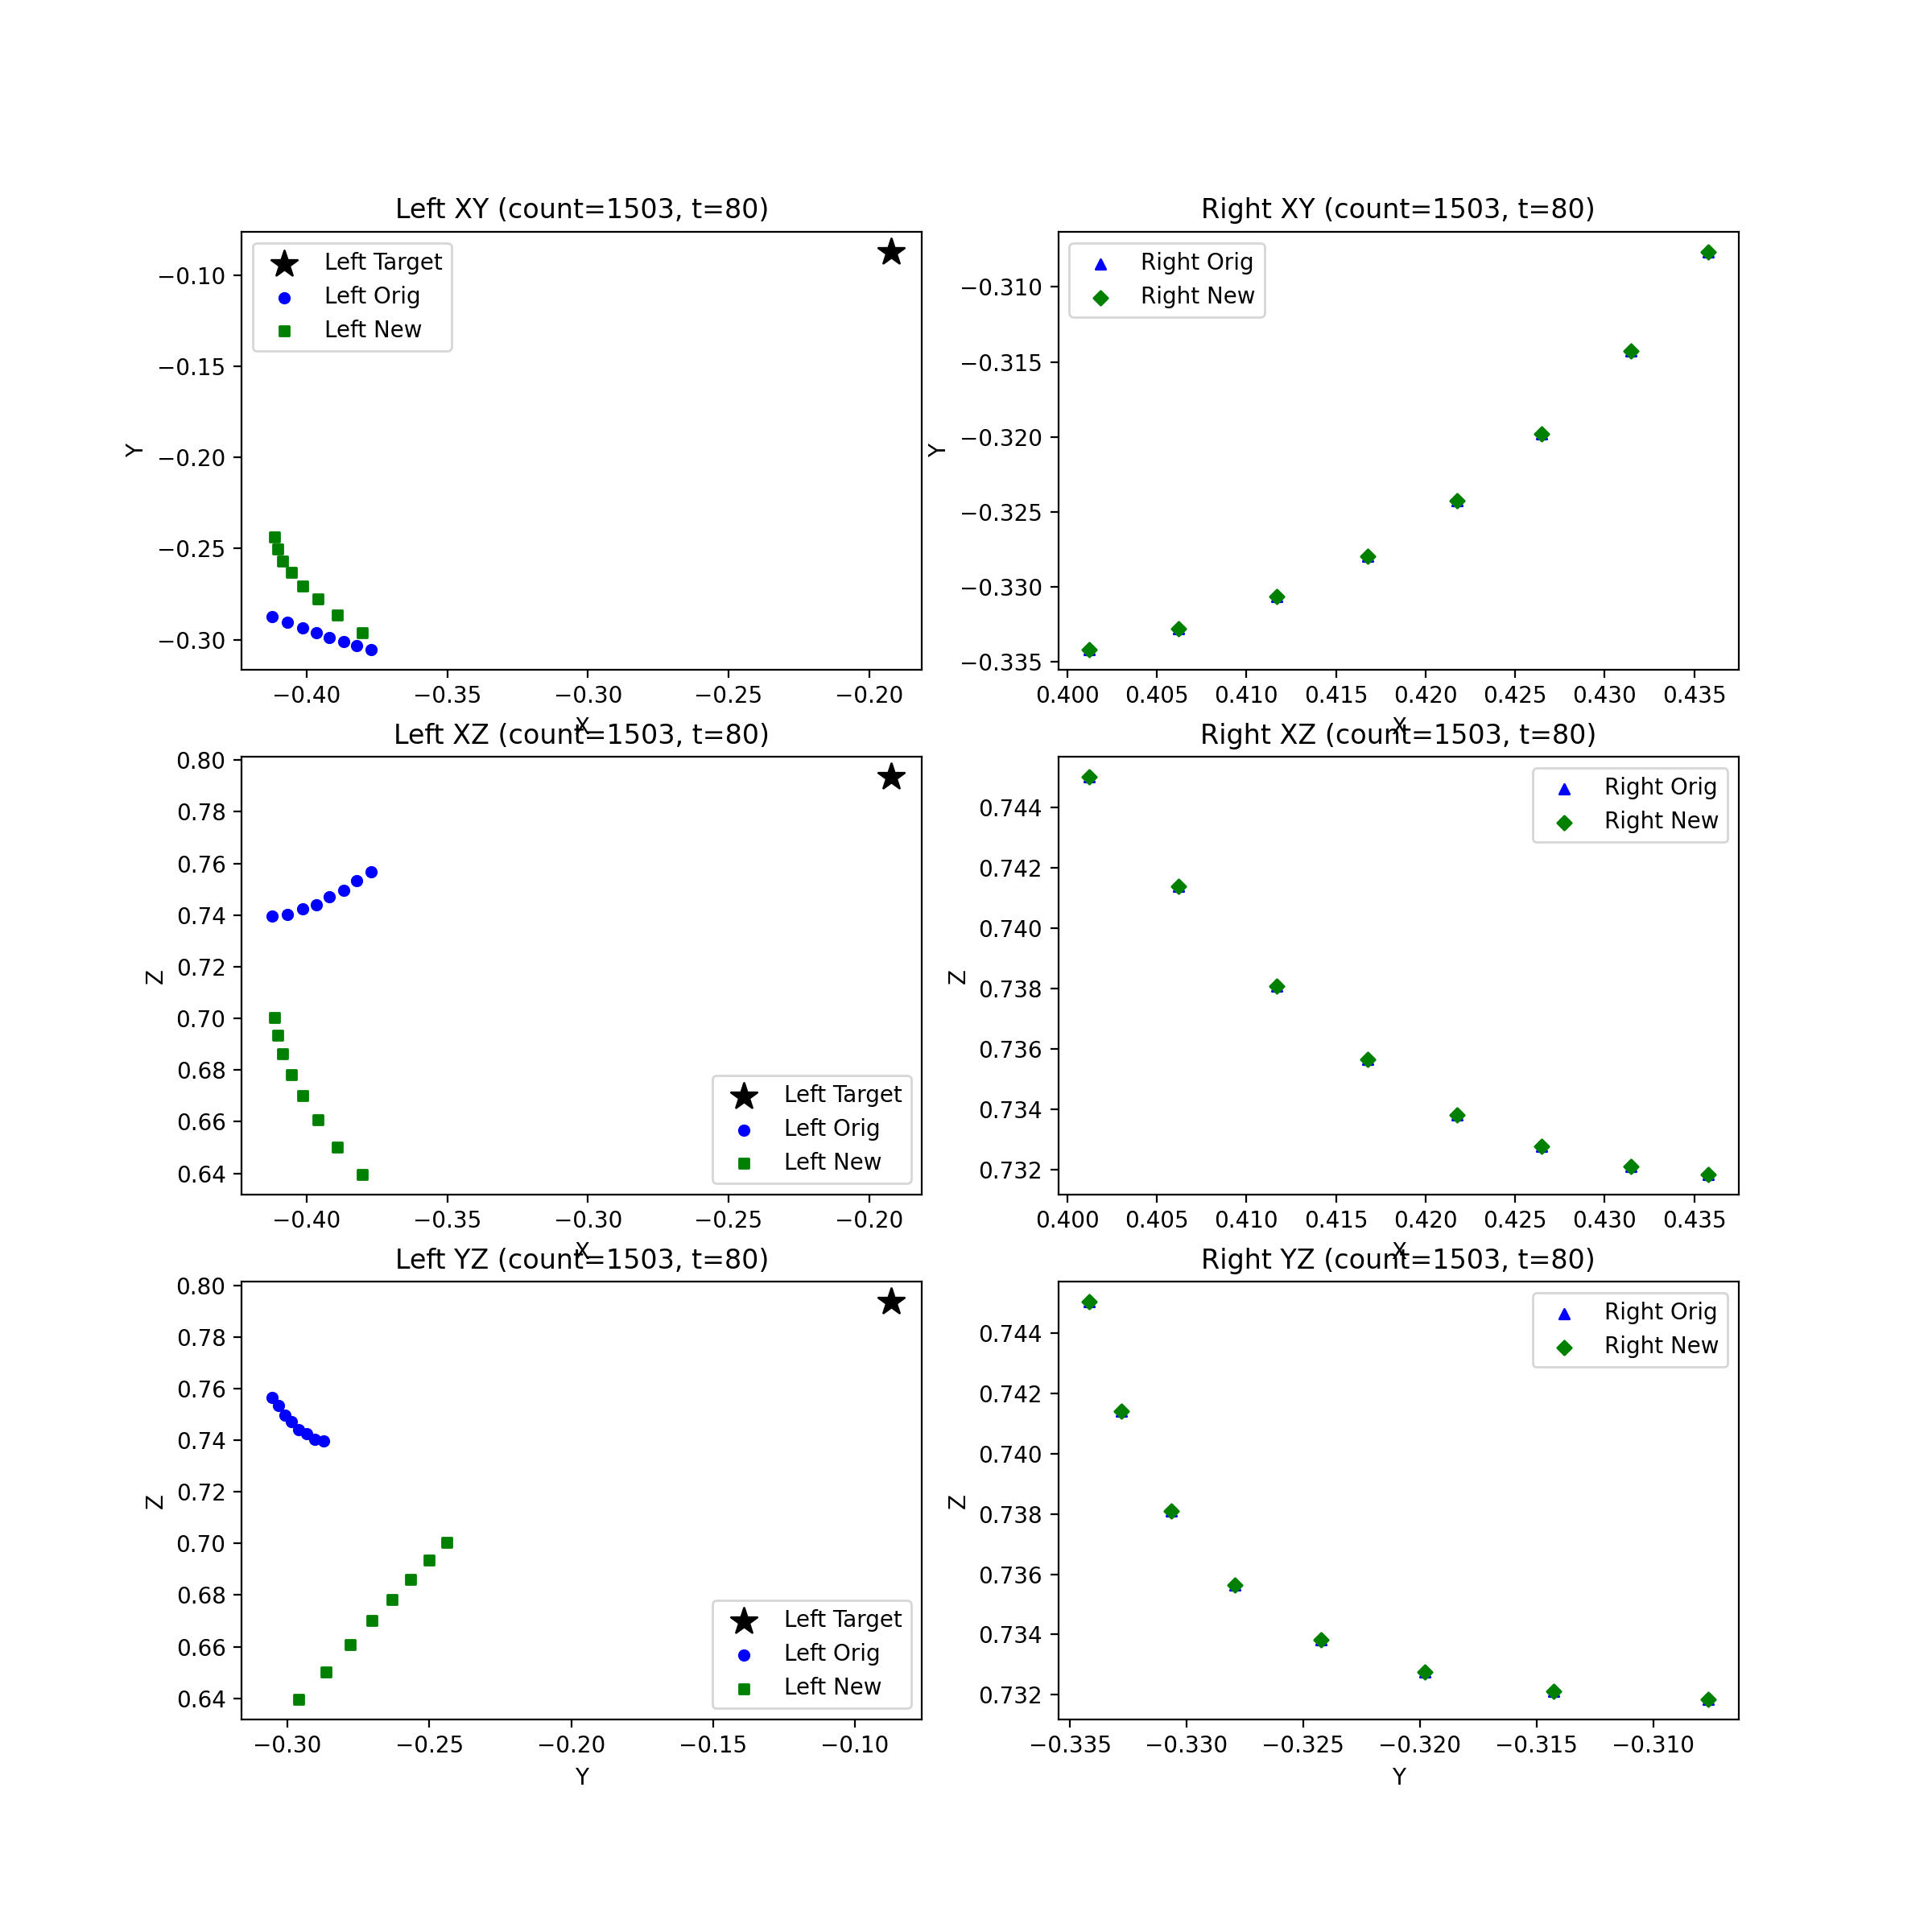 Left XY (count=1503, t=80)
Left Target
Left Orig
Left New
Y
−0.10
−0.15
−0.20
−0.25
−0.30
−0.40
−0.35
−0.30
−0.25
−0.20
X
Right XY (count=1503, t=80)
Right Orig
Right New
Y
−0.310
−0.315
−0.320
−0.325
−0.330
−0.335
0.400
0.405
0.410
0.415
0.420
0.425
0.430
0.435
X
Left XZ (count=1503, t=80)
Left Target
Left Orig
Left New
Z
0.80
0.78
0.76
0.74
0.72
0.70
0.68
0.66
0.64
−0.40
−0.35
−0.30
−0.25
−0.20
X
Right XZ (count=1503, t=80)
Right Orig
Right New
Z
0.744
0.742
0.740
0.738
0.736
0.734
0.732
0.400
0.405
0.410
0.415
0.420
0.425
0.430
0.435
X
Left YZ (count=1503, t=80)
Left Target
Left Orig
Left New
Z
0.80
0.78
0.76
0.74
0.72
0.70
0.68
0.66
0.64
−0.30
−0.25
−0.20
−0.15
−0.10
Y
Right YZ (count=1503, t=80)
Right Orig
Right New
Z
0.744
0.742
0.740
0.738
0.736
0.734
0.732
−0.335
−0.330
−0.325
−0.320
−0.315
−0.310
Y